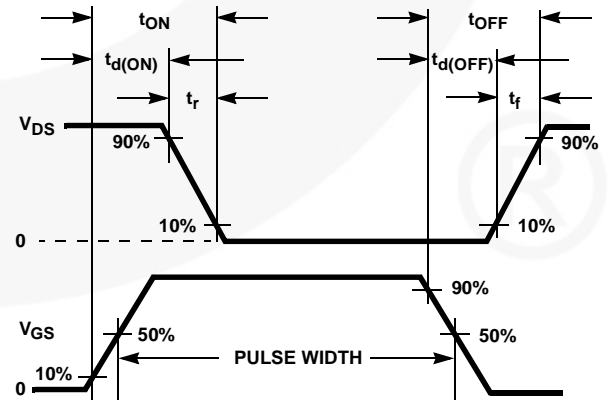 tON
tOFF
td(ON)
td(OFF)
tr
tf
VDS
90%
90%
10%
10%
0
90%
VGS
50%
50%
PULSE WIDTH
10%
0
®